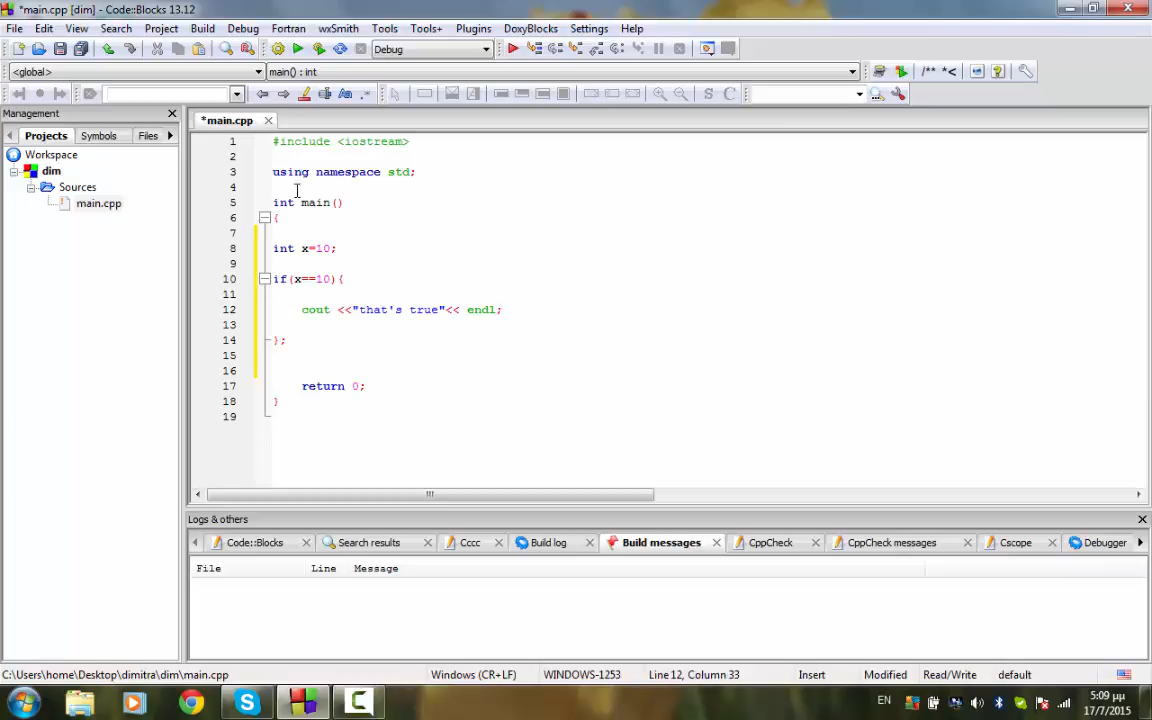 *main.cpp [dim] - Code::Blocks 13.12
File Edit View Search Project Build Debug Fortran wxSmith Tools Tools+ Plugins DoxyBlocks Settings Help
Debug
<global> main() : int
/** *<
Management
*main.cpp
Projects Symbols Files
Workspace
dim
Sources
main.cpp
1 #include <iostream>
2
3 using namespace std;
4
5 int main()
6 {
7
8 int x=10;
9
10 if(x==10){
11
12 cout <<"that's true"<< endl;
13
14 };
15
16
17 return 0;
18 }
19
Logs & others
Code::Blocks Search results Cccc Build log Build messages CppCheck CppCheck messages Cscope Debugger
File Line Message
C:\Users\home\Desktop\dimitra\dim\main.cpp Windows (CR+LF) WINDOWS-1253 Line 12, Column 33 Insert Modified Read/Write default
EN 5:09 μμ
17/7/2015